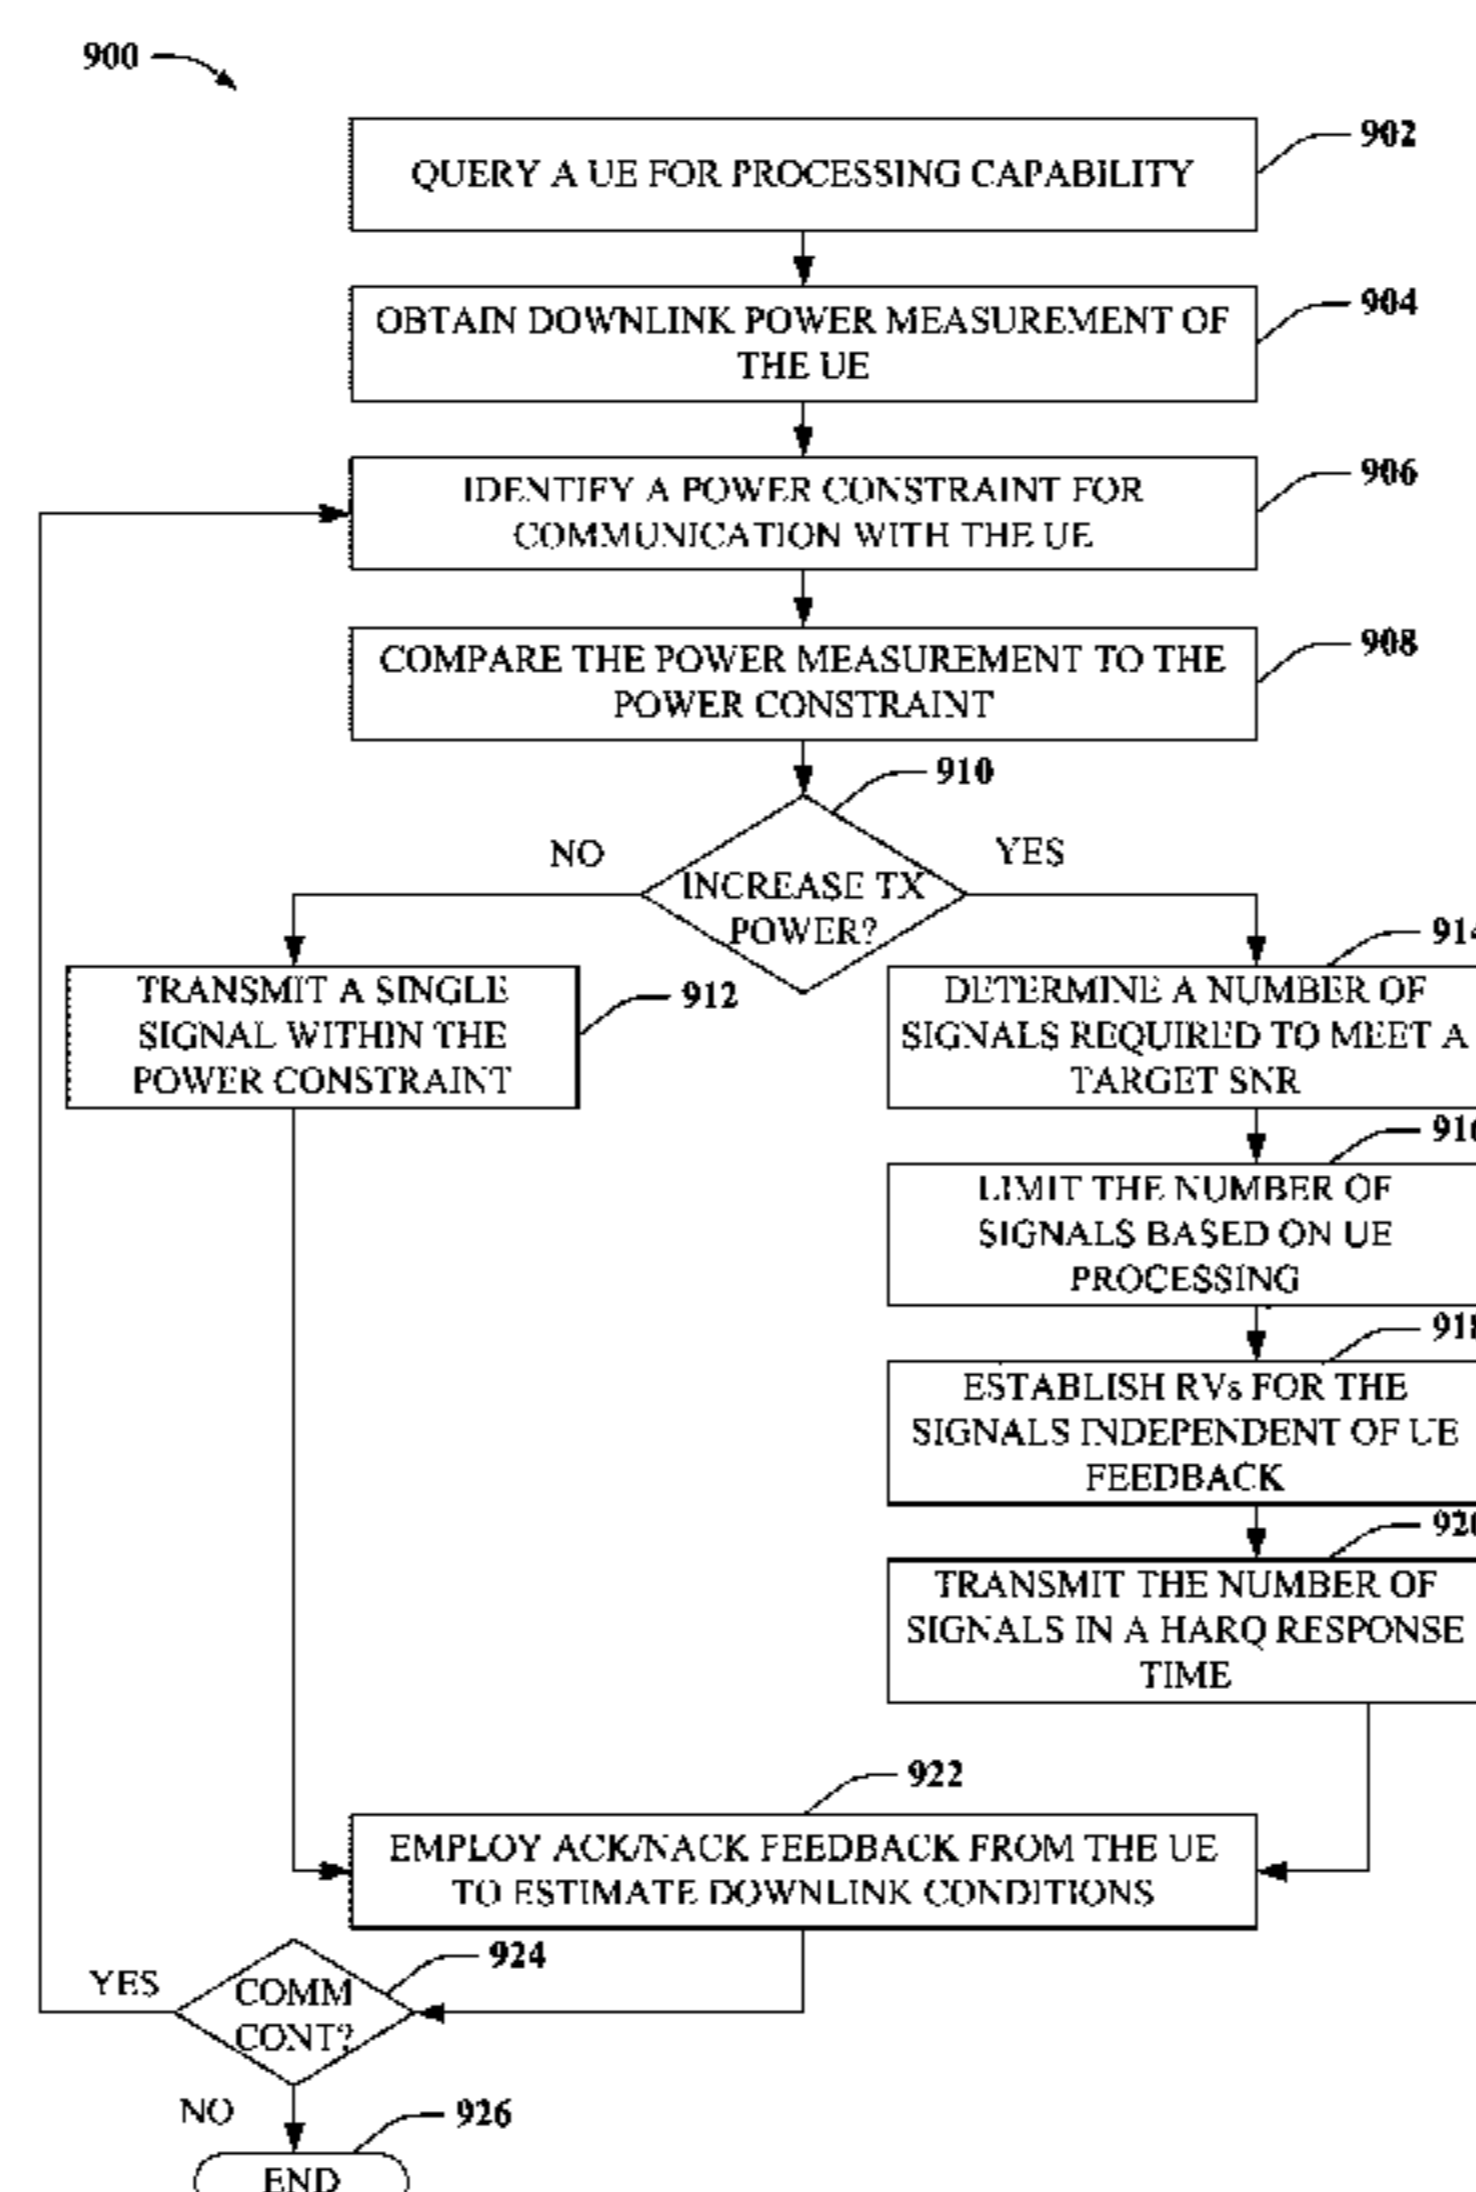 900
QUERY A UE FOR PROCESSING CAPABILITY
902
OBTAIN DOWNLINK POWER MEASUREMENT OF
THE UE
904
IDENTIFY A POWER CONSTRAINT FOR
COMMUNICATION WITH THE UE
906
COMPARE THE POWER MEASUREMENT TO THE
POWER CONSTRAINT
908
910
NO
YES
INCREASE TX
POWER?
TRANSMIT A SINGLE
SIGNAL WITHIN THE
POWER CONSTRAINT
912
DETERMINE A NUMBER OF
SIGNALS REQUIRED TO MEET A
TARGET SNR
LIMIT THE NUMBER OF
SIGNALS BASED ON UE
PROCESSING
ESTABLISH RVs FOR THE
SIGNALS INDEPENDENT OF UE
FEEDBACK
TRANSMIT THE NUMBER OF
SIGNALS IN A HARQ RESPONSE
TIME
922
EMPLOY ACK/NACK FEEDBACK FROM THE UE
TO ESTIMATE DOWNLINK CONDITIONS
924
YES
COMM
CONT?
NO
926
END